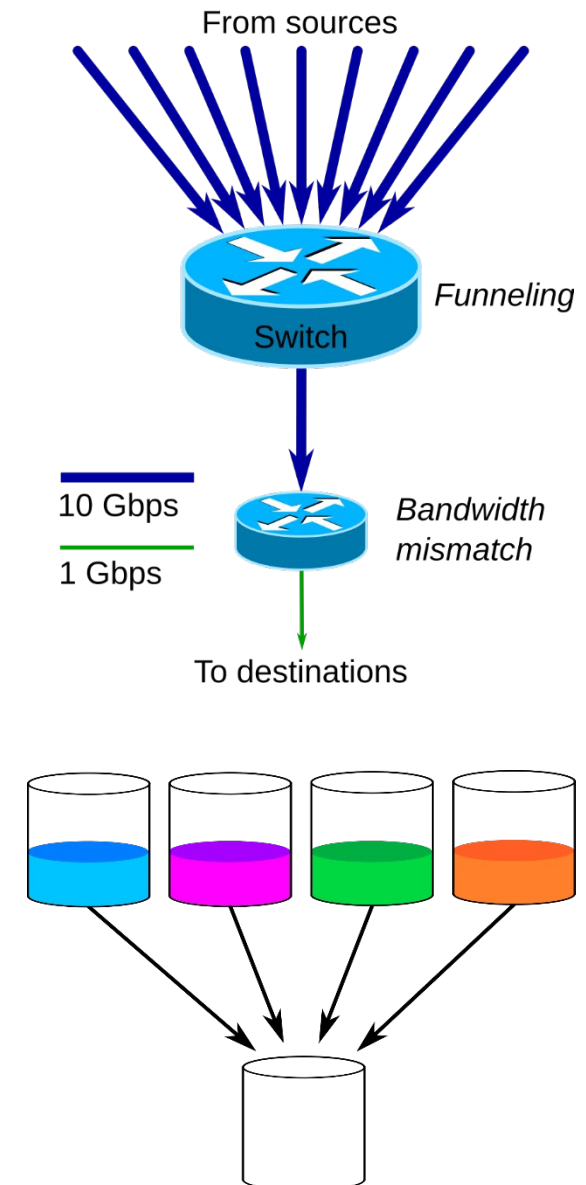 From sources
Funneling
Switch
10 Gbps
Bandwidth
mismatch
1 Gbps
To destinations